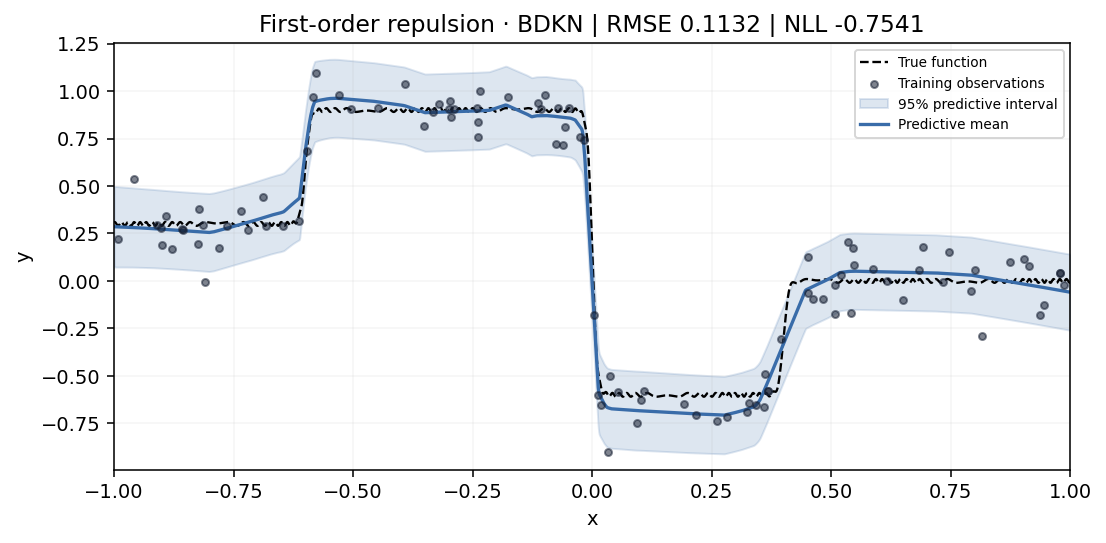 First-order repulsion · BDKN | RMSE 0.1132 | NLL -0.7541
True function
Training observations
95% predictive interval
Predictive mean
y
1.25
1.00
0.75
0.50
0.25
0.00
−0.25
−0.50
−0.75
−1.00
−0.75
−0.50
−0.25
0.00
0.25
0.50
0.75
1.00
x